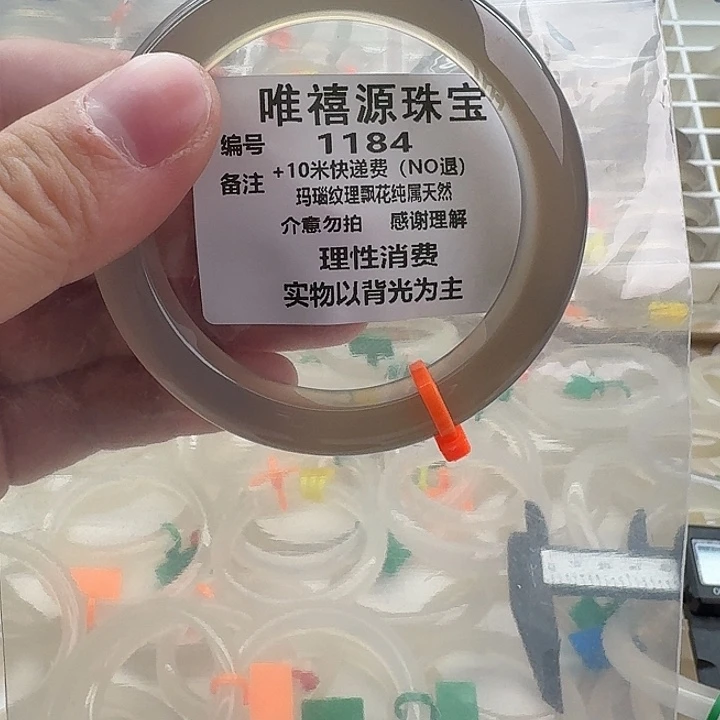 唯禧源珠宝
编号 1184
备注 +10米快递费（NO退）
玛瑙纹理飘花纯属天然
介意勿拍 感谢理解
理性消费
实物以背光为主